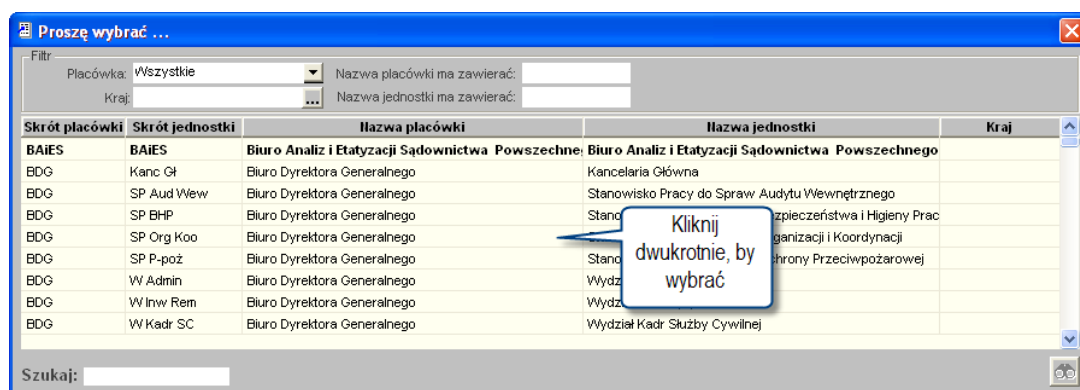 Proszę wybrać ...
Filtr
Placówka: Wszystkie Nazwa placówki ma zawierać:
Kraj: ... Nazwa jednostki ma zawierać:
Skrót placówki Skrót jednostki Nazwa placówki Nazwa jednostki Kraj
BAiES BAiES Biuro Analiz i Etatyzacji Sądownictwa Powszechne Biuro Analiz i Etatyzacji Sądownictwa Powszechnego
BDG Kanc Gł Biuro Dyrektora Generalnego Kancelaria Główna
BDG SP Aud Wew Biuro Dyrektora Generalnego Stanowisko Pracy do Spraw Audytu Wewnętrznego
BDG SP BHP Biuro Dyrektora Generalnego Stano zpieczeństwa i Higieny Prac
BDG SP Org Koo Biuro Dyrektora Generalnego ganizacji i Koordynacji
BDG SP P-poż Biuro Dyrektora Generalnego Stano chrony Przeciwpożarowej
BDG W Admin Biuro Dyrektora Generalnego Wydz
BDG W Inw Rem Biuro Dyrektora Generalnego Wydz
BDG W Kadr SC Biuro Dyrektora Generalnego Wydział Kadr Służby Cywilnej
Kliknij
dwukrotnie, by
wybrać
Szukaj: